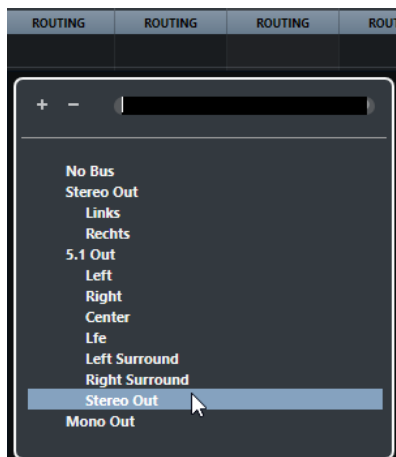 ROUTING ROUTING ROUTING ROU
+ −
No Bus
Stereo Out
Links
Rechts
5.1 Out
Left
Right
Center
Lfe
Left Surround
Right Surround
Stereo Out
Mono Out